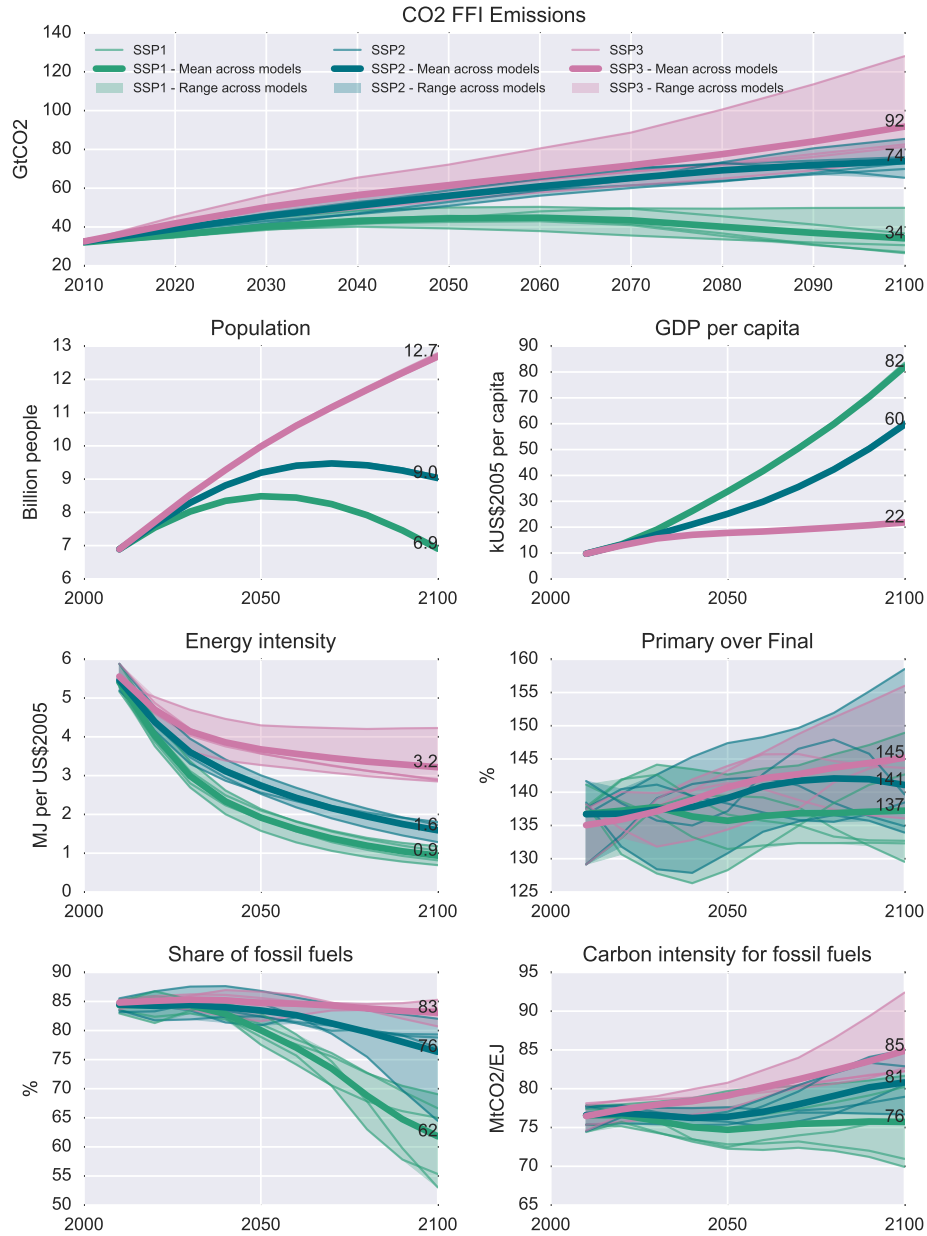 CO2 FFI Emissions
GtCO2
140
120
100
80
60
40
20
SSP1
SSP2
SSP3
SSP1 - Mean across models
SSP2 - Mean across models
SSP3 - Mean across models
SSP1 - Range across models
SSP2 - Range across models
SSP3 - Range across models
92
74
34
2010 2020 2030 2040 2050 2060 2070 2080 2090 2100
Population
Billion people
13
12
11
10
9
8
7
6
12.7
9.0
6.9
2000 2050 2100
GDP per capita
kUS$2005 per capita
90
80
70
60
50
40
30
20
10
0
82
60
22
2000 2050 2100
Energy intensity
MJ per US$2005
6
5
4
3
2
1
0
3.2
1.6
0.9
2000 2050 2100
Primary over Final
%
160
155
150
145
140
135
130
125
145
141
137
2000 2050 2100
Share of fossil fuels
%
90
85
80
75
70
65
60
55
50
83
76
62
2000 2050 2100
Carbon intensity for fossil fuels
MtCO2/EJ
95
90
85
80
75
70
65
85
81
76
2000 2050 2100